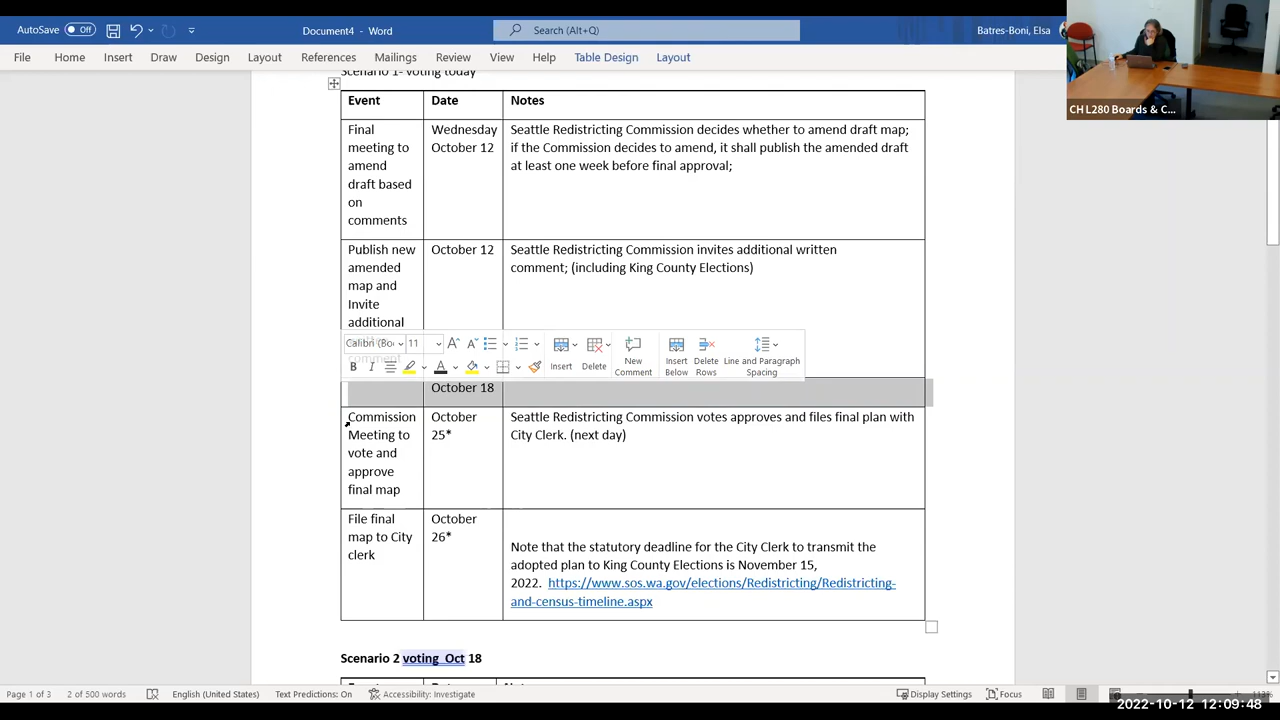 AutoSave Off
Document4 - Word
Search (Alt+Q)
Batres-Boni, Elsa
File Home Insert Draw Design Layout References Mailings Review View Help Table Design Layout
CH L280 Boards & C...
Scenario 1- voting today
Event Date Notes
Final
meeting to
amend
draft based
on
comments
Wednesday
October 12
Seattle Redistricting Commission decides whether to amend draft map;
if the Commission decides to amend, it shall publish the amended draft
at least one week before final approval;
Publish new
amended
map and
Invite
additional
comment
October 12
Seattle Redistricting Commission invites additional written
comment; (including King County Elections)
Calibri (Bo 11
Insert Delete New
Comment
Insert
Below
Delete
Rows
Line and Paragraph
Spacing
October 18
Commission
Meeting to
vote and
approve
final map
October
25*
Seattle Redistricting Commission votes approves and files final plan with
City Clerk. (next day)
File final
map to City
clerk
October
26*
Note that the statutory deadline for the City Clerk to transmit the
adopted plan to King County Elections is November 15,
2022. https://www.sos.wa.gov/elections/Redistricting/Redistricting-
and-census-timeline.aspx
Scenario 2 voting Oct 18
Page 1 of 3 2 of 500 words English (United States) Text Predictions: On Accessibility: Investigate Display Settings Focus 113%
2022-10-12 12:09:48